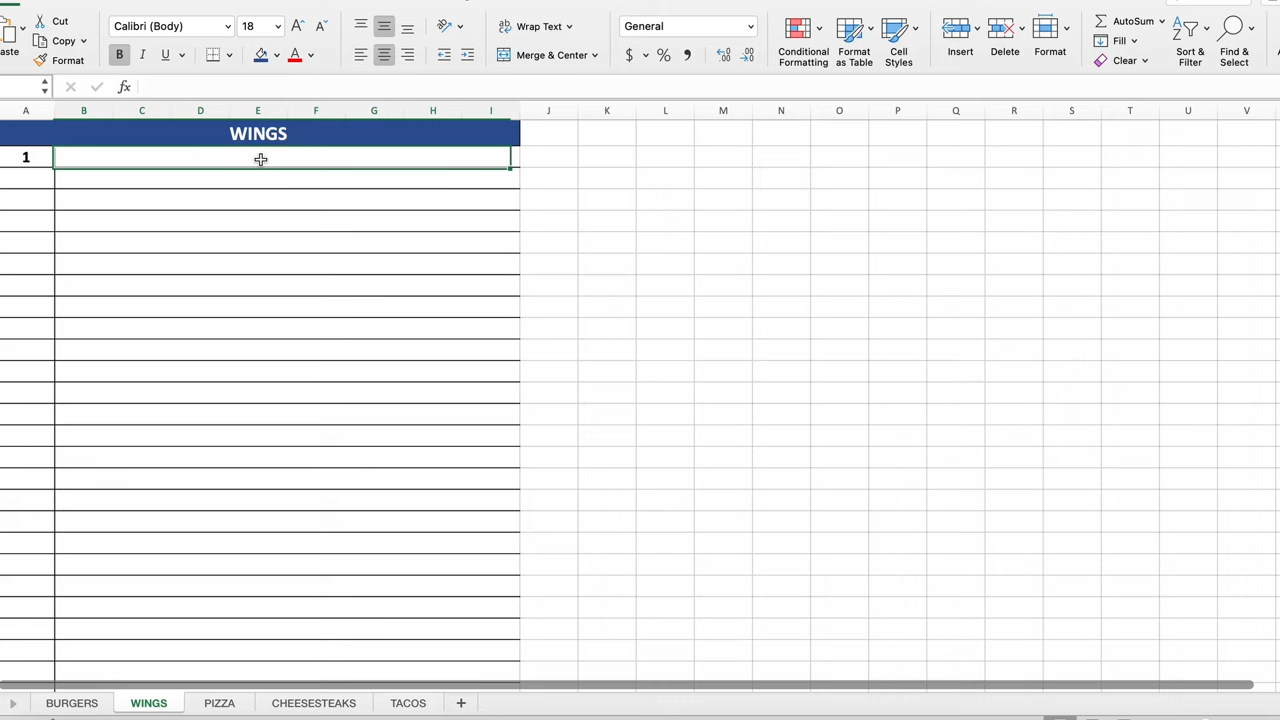 Cut
Calibri (Body) 18 Wrap Text General AutoSum
Copy Fill
Format B I U A Merge & Center $ % , Conditional Formatting Format as Table Cell Styles Insert Delete Format Clear Sort & Filter Find & Select
fx
A B C D E F G H I J K L M N O P Q R S T U V
WINGS
1
BURGERS WINGS PIZZA CHEESESTEAKS TACOS +